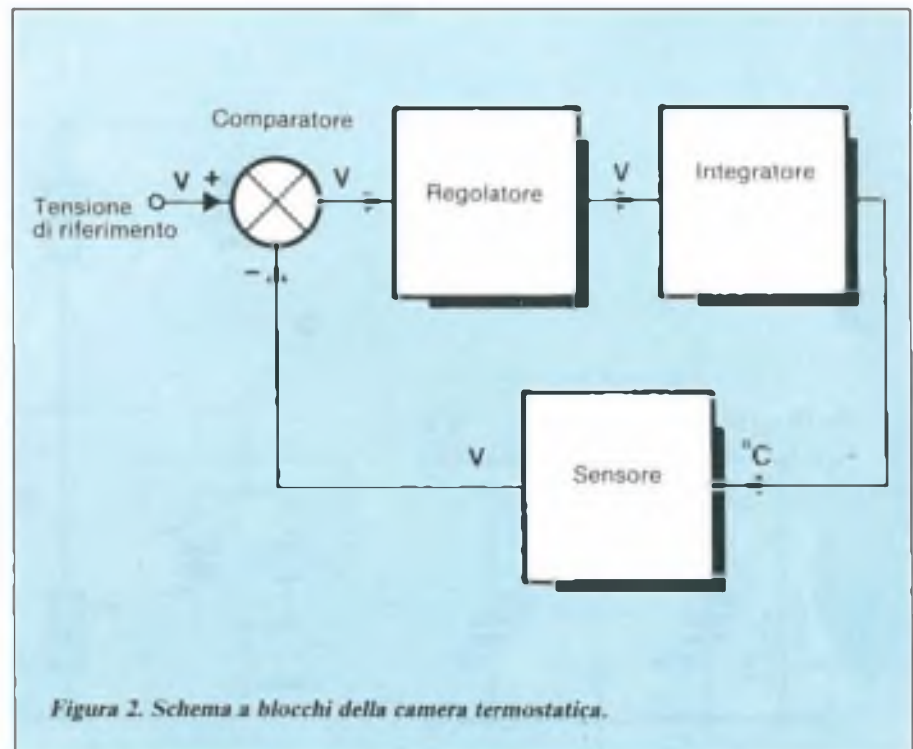 Comparatore
V +
V
Regolatore
V
Integratore
Tensione
di riferimento
-
V
Sensore
°C
Figura 2. Schema a blocchi della camera termostatica.